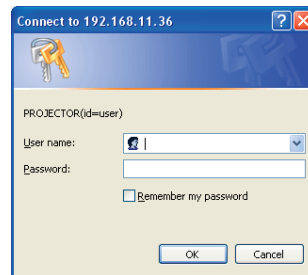 Connect to 192.168.11.36
PROJECTOR(id=user)
User name:
Password:
Remember my password
OK
Cancel